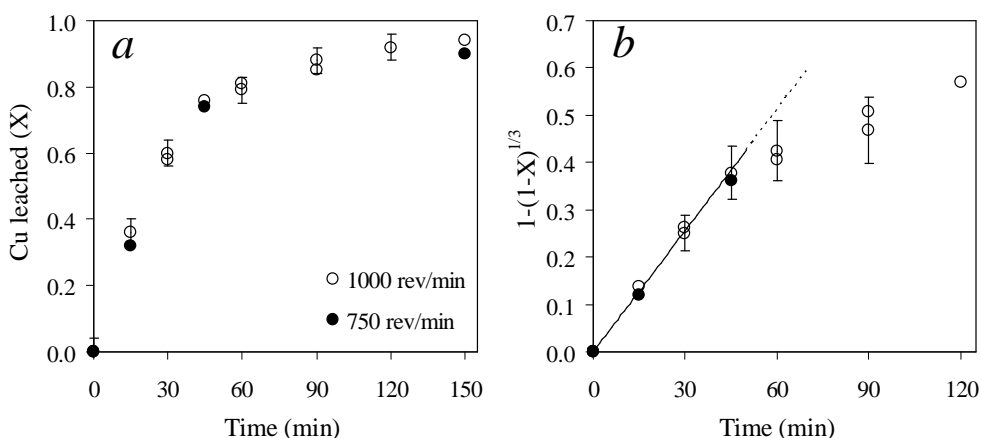 a
Cu leached (X)
1.0
0.8
0.6
0.4
0.2
0.0
0 30 60 90 120 150
Time (min)
1000 rev/min
750 rev/min
b
1-(1-X)^1/3
0.7
0.6
0.5
0.4
0.3
0.2
0.1
0.0
0 30 60 90 120
Time (min)